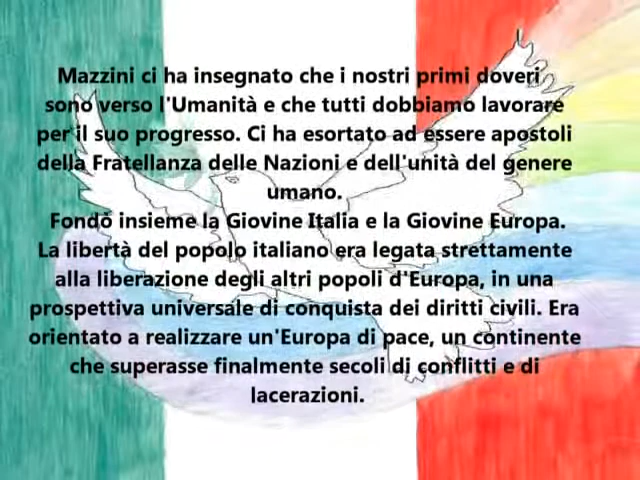 Mazzini ci ha insegnato che i nostri primi doveri
sono verso l'Umanità e che tutti dobbiamo lavorare
per il suo progresso. Ci ha esortato ad essere apostoli
della Fratellanza delle Nazioni e dell'unità del genere
umano.
Fondò insieme la Giovine Italia e la Giovine Europa.
La libertà del popolo italiano era legata strettamente
alla liberazione degli altri popoli d'Europa, in una
prospettiva universale di conquista dei diritti civili. Era
orientato a realizzare un'Europa di pace, un continente
che superasse finalmente secoli di conflitti e di
lacerazioni.